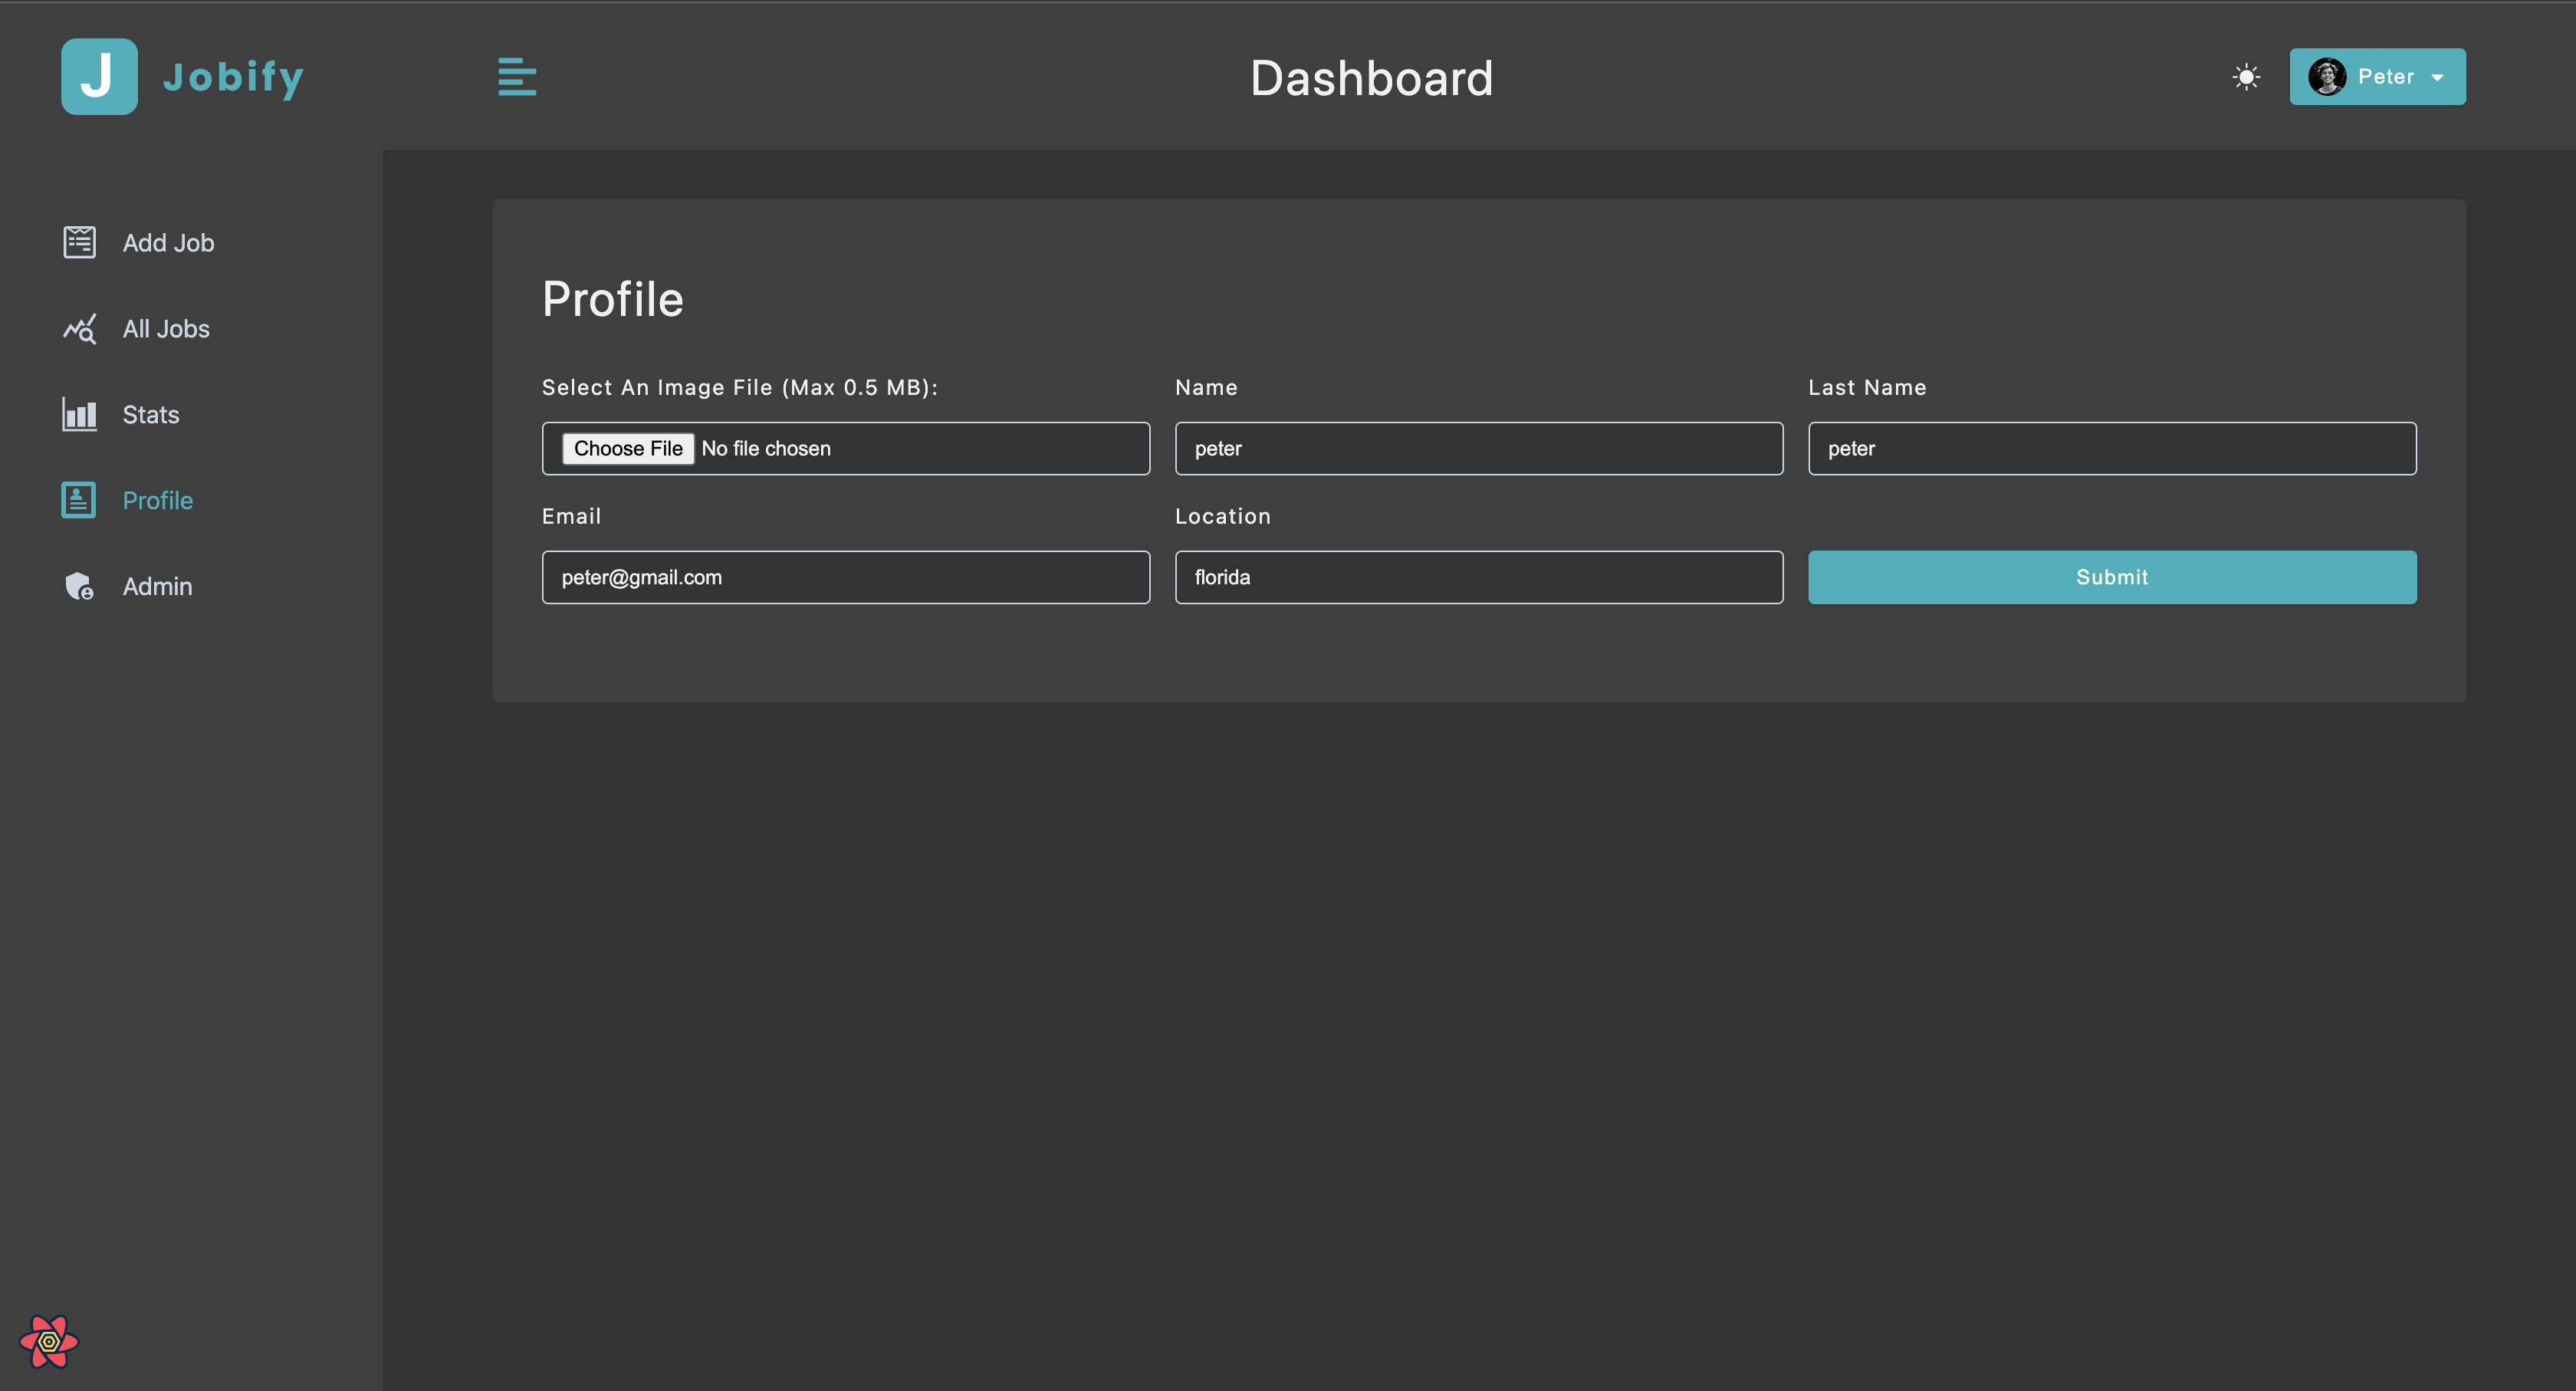 J Jobify
Dashboard
Peter
Add Job
All Jobs
Stats
Profile
Admin
Profile
Select An Image File (Max 0.5 MB):
Choose File No file chosen
Name
peter
Last Name
peter
Email
peter@gmail.com
Location
florida
Submit